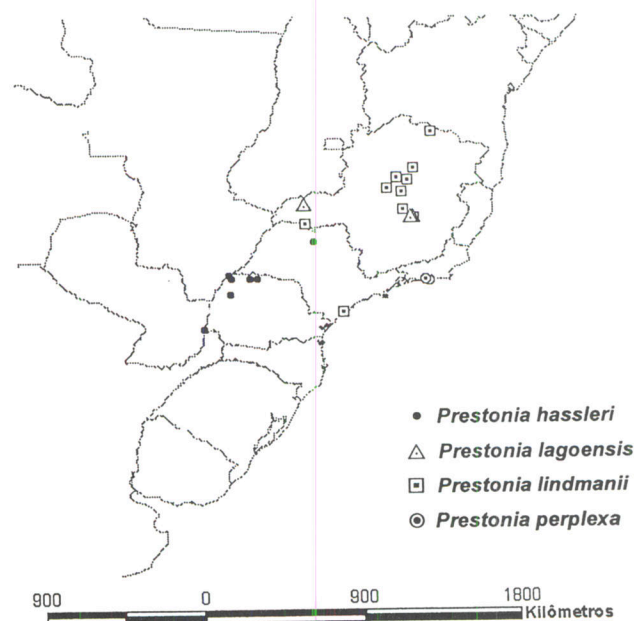 Prestonia hassleri
Prestonia lagoensis
Prestonia lindmanii
Prestonia perplexa
900 0 900 1800
Kilômetros